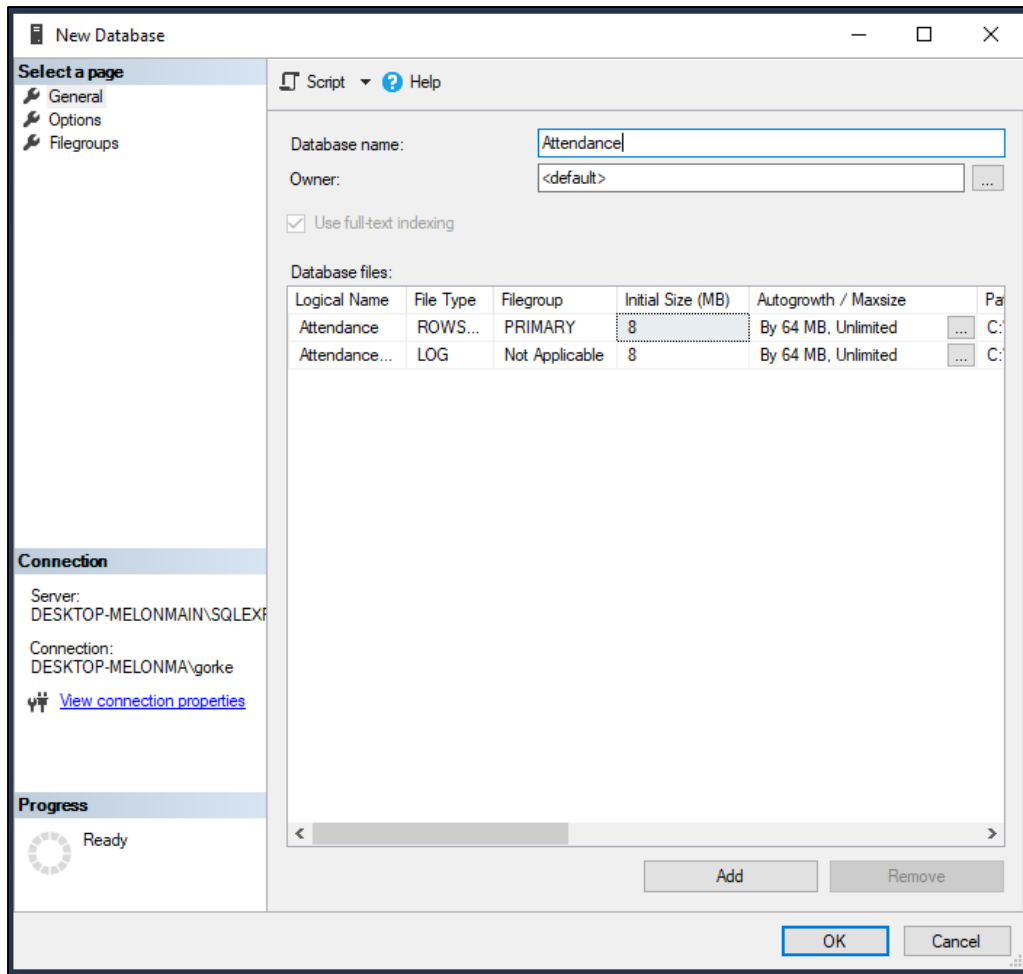 New Database
Select a page
General
Options
Filegroups
Script
Help
Database name:
Attendance
Owner:
<default>
...
Use full-text indexing
Database files:
Logical Name File Type Filegroup Initial Size (MB) Autogrowth / Maxsize Pa
Attendance ROWS... PRIMARY 8 By 64 MB, Unlimited ... C:\
Attendance... LOG Not Applicable 8 By 64 MB, Unlimited ... C:\
Connection
Server:
DESKTOP-MELONMAIN\SQLEXP
Connection:
DESKTOP-MELONMA\gorke
View connection properties
Progress
Ready
Add Remove
OK Cancel